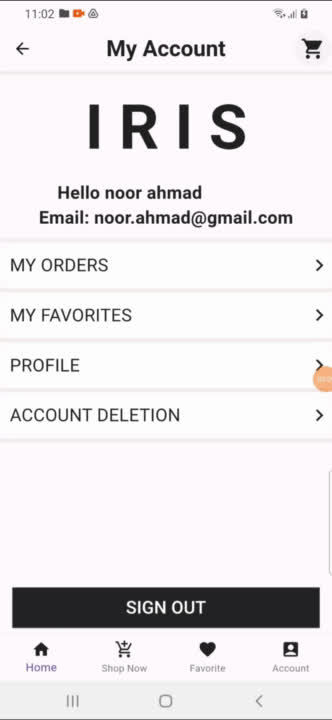 11:02
My Account
IRIS
Hello noor ahmad
Email: noor.ahmad@gmail.com
MY ORDERS
MY FAVORITES
PROFILE
ACCOUNT DELETION
SIGN OUT
Home
Shop Now
Favorite
Account